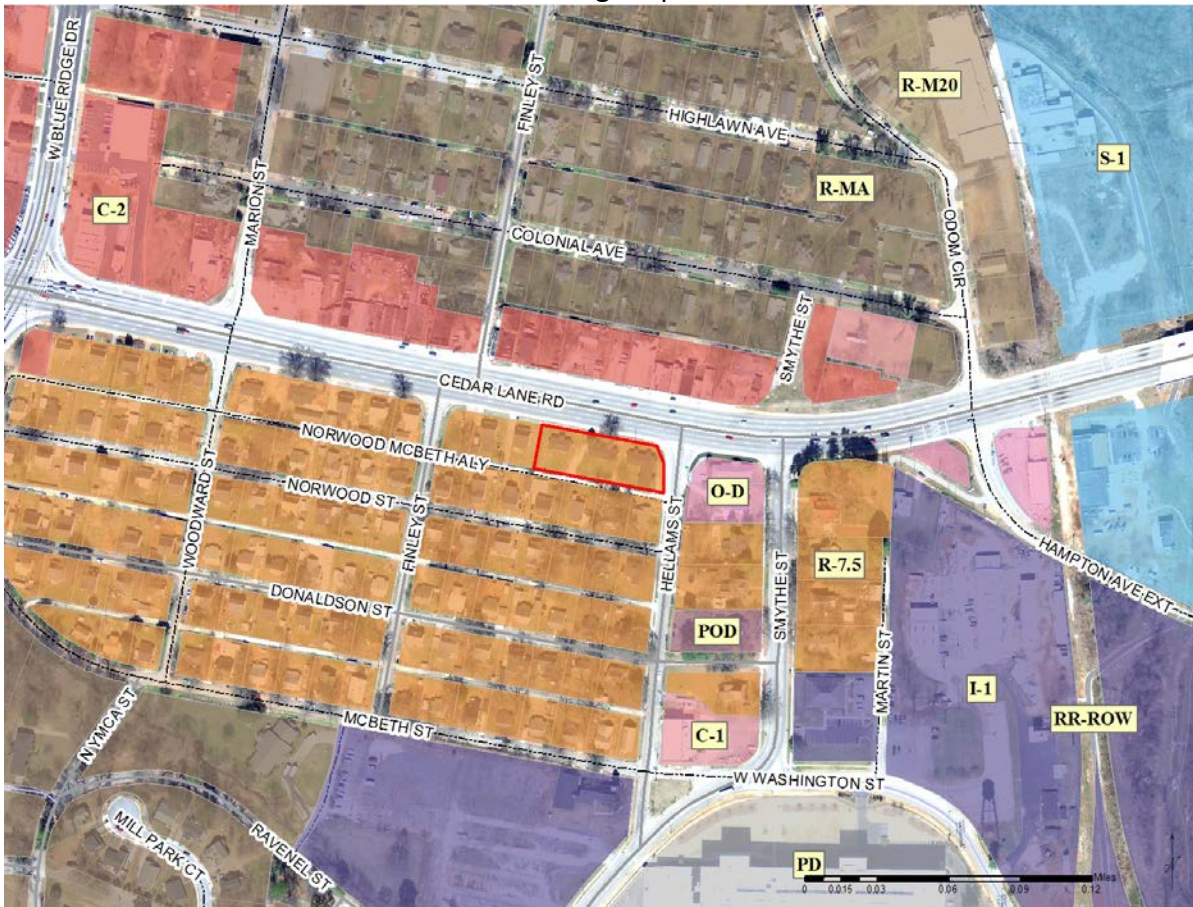 W BLUE RIDGE DR
FINLEY ST
R-M20
HIGHLAWN AVE
S-1
R-MA
MARION ST
C-2
COLONIAL AVE
ODOM CIR
SMYTHE ST
CEDAR LANE RD
NORWOOD MCBETH ALY
NORWOOD ST
O-D
WOODWARD ST
FINLEY ST
HELLAMS ST
SMYTHE ST
R-7.5
HAMPTON AVE EXT
DONALDSON ST
POD
MARTIN ST
I-1
RR-ROW
N YMCA ST
MCBETH ST
C-1
W WASHINGTON ST
MILL PARK CT
RAVENEL ST
PD
Miles
0 0.015 0.03 0.06 0.09 0.12